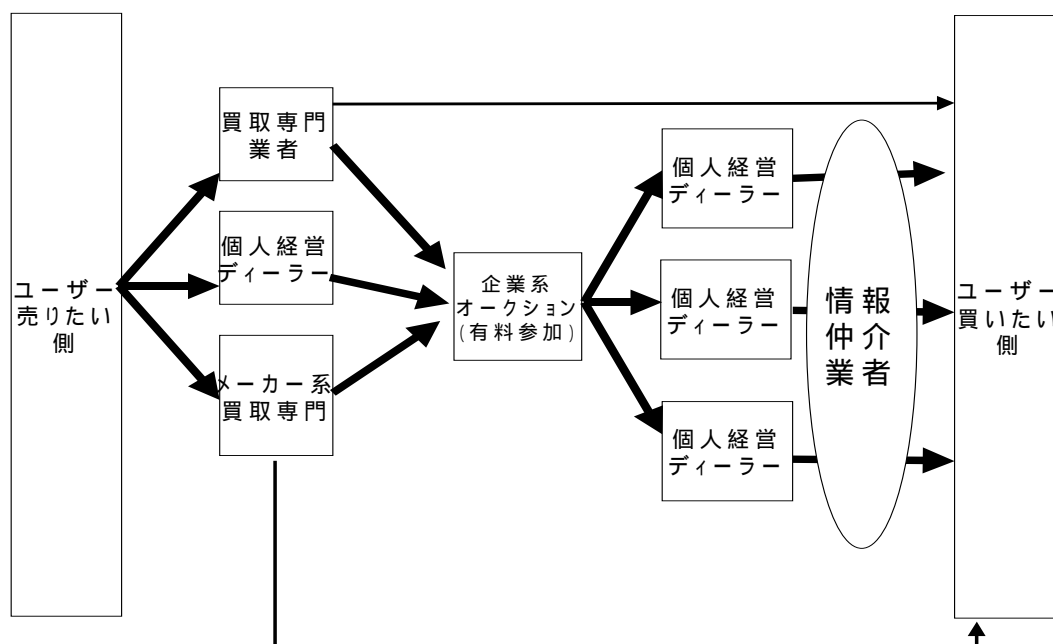 ユーザー
売りたい
側
買取専門
業者
個人経営
ディーラー
メーカー系
買取専門
企業系
オークション
(有料参加)
個人経営
ディーラー
個人経営
ディーラー
個人経営
ディーラー
情報
仲介
業者
ユーザー
買いたい
側